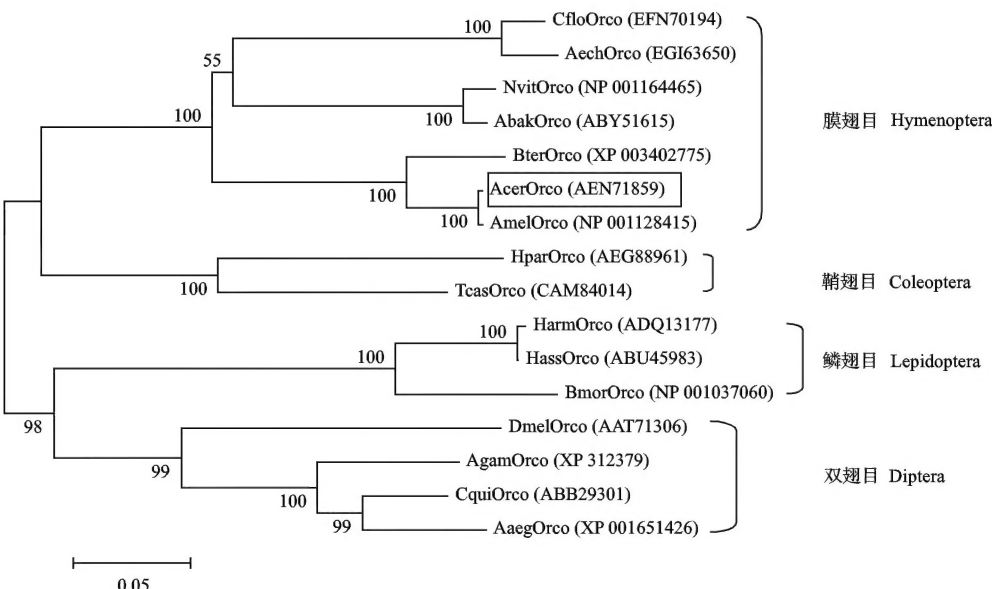 CfloOrco (EFN70194)
100
AechOrco (EGI63650)
55
NvitOrco (NP 001164465)
100
AbakOrco (ABY51615)
100
膜翅目 Hymenoptera
BterOrco (XP 003402775)
100
AcerOrco (AEN71859)
100
AmelOrco (NP 001128415)
HparOrco (AEG88961)
100
TcasOrco (CAM84014)
鞘翅目 Coleoptera
HarmOrco (ADQ13177)
100
100
HassOrco (ABU45983)
鳞翅目 Lepidoptera
BmorOrco (NP 001037060)
98
DmelOrco (AAT71306)
99
AgamOrco (XP 312379)
双翅目 Diptera
100
CquiOrco (ABB29301)
99
AaegOrco (XP 001651426)
0.05